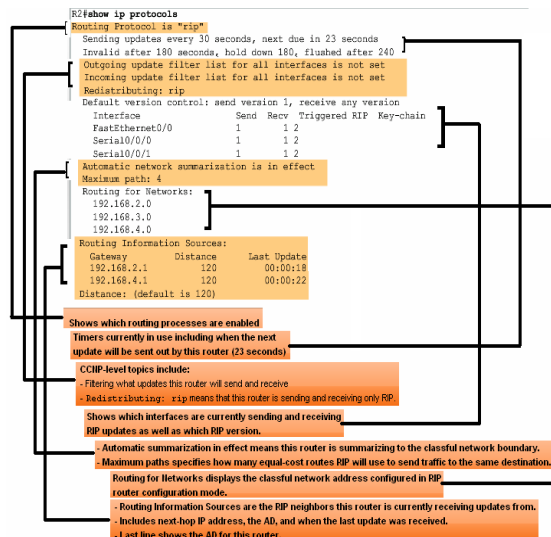 R2#show ip protocols
Routing Protocol is "rip"
Sending updates every 30 seconds, next due in 23 seconds
Invalid after 180 seconds, hold down 180, flushed after 240
Outgoing update filter list for all interfaces is not set
Incoming update filter list for all interfaces is not set
Redistributing: rip
Default version control: send version 1, receive any version
Interface Send Recv Triggered RIP Key-chain
FastEthernet0/0 1 1 2
Serial0/0/0 1 1 2
Serial0/0/1 1 1 2
Automatic network summarization is in effect
Maximum path: 4
Routing for Networks:
192.168.2.0
192.168.3.0
192.168.4.0
Routing Information Sources:
Gateway Distance Last Update
192.168.2.1 120 00:00:18
192.168.4.1 120 00:00:22
Distance: (default is 120)
Shows which routing processes are enabled
Timers currently in use including when the next
update will be sent out by this router (23 seconds)
CCNP-level topics include:
- Filtering what updates this router will send and receive
- Redistributing: rip means that this router is sending and receiving only RIP.
Shows which interfaces are currently sending and receiving
RIP updates as well as which RIP version.
- Automatic summarization in effect means this router is summarizing to the classful network boundary.
- Maximum paths specifies how many equal-cost routes RIP will use to send traffic to the same destination.
Routing for Networks displays the classful network address configured in RIP
router configuration mode.
- Routing Information Sources are the RIP neighbors this router is currently receiving updates from.
- Includes next-hop IP address, the AD, and when the last update was received.
- Last line shows the AD for this router.